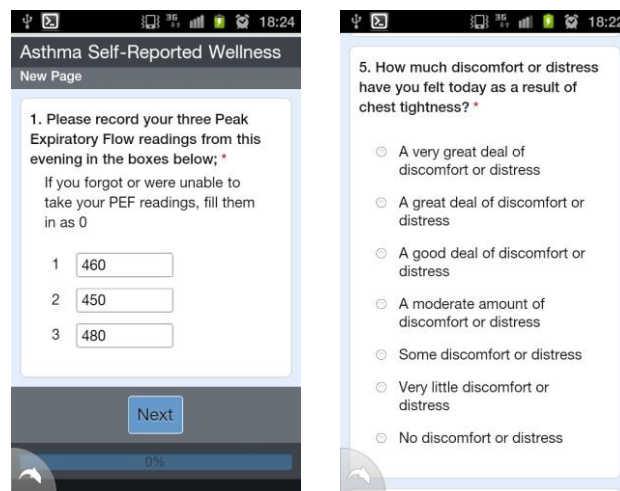 3G
18:24
Asthma Self-Reported Wellness
New Page
1. Please record your three Peak
Expiratory Flow readings from this
evening in the boxes below; *
If you forgot or were unable to
take your PEF readings, fill them
in as 0
1 460
2 450
3 480
Next
0%
3G
18:22
5. How much discomfort or distress
have you felt today as a result of
chest tightness? *
A very great deal of
discomfort or distress
A great deal of discomfort or
distress
A good deal of discomfort or
distress
A moderate amount of
discomfort or distress
Some discomfort or distress
Very little discomfort or
distress
No discomfort or distress